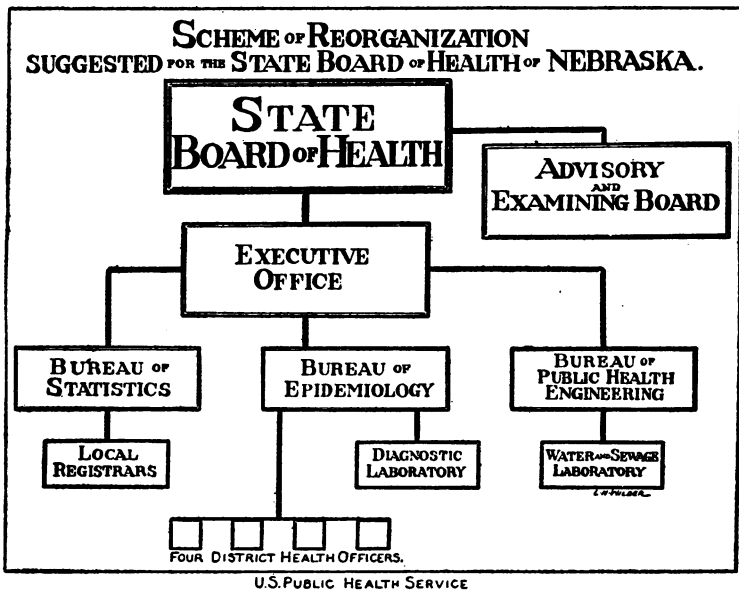 SCHEME OF REORGANIZATION
SUGGESTED FOR THE STATE BOARD OF HEALTH OF NEBRASKA.
STATE
BOARD OF HEALTH
ADVISORY
AND
EXAMINING BOARD
EXECUTIVE
OFFICE
BUREAU OF
STATISTICS
BUREAU OF
EPIDEMIOLOGY
BUREAU OF
PUBLIC HEALTH
ENGINEERING
LOCAL
REGISTRARS
DIAGNOSTIC
LABORATORY
WATER AND SEWAGE
LABORATORY
FOUR DISTRICT HEALTH OFFICERS.
U.S. PUBLIC HEALTH SERVICE